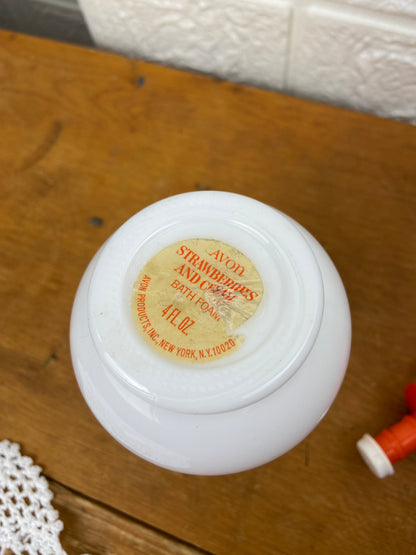 AVON
STRAWBERRIES
AND CREAM
BATH FOAM
4 FL OZ.
AVON PRODUCTS, INC., NEW YORK, N.Y. 10020